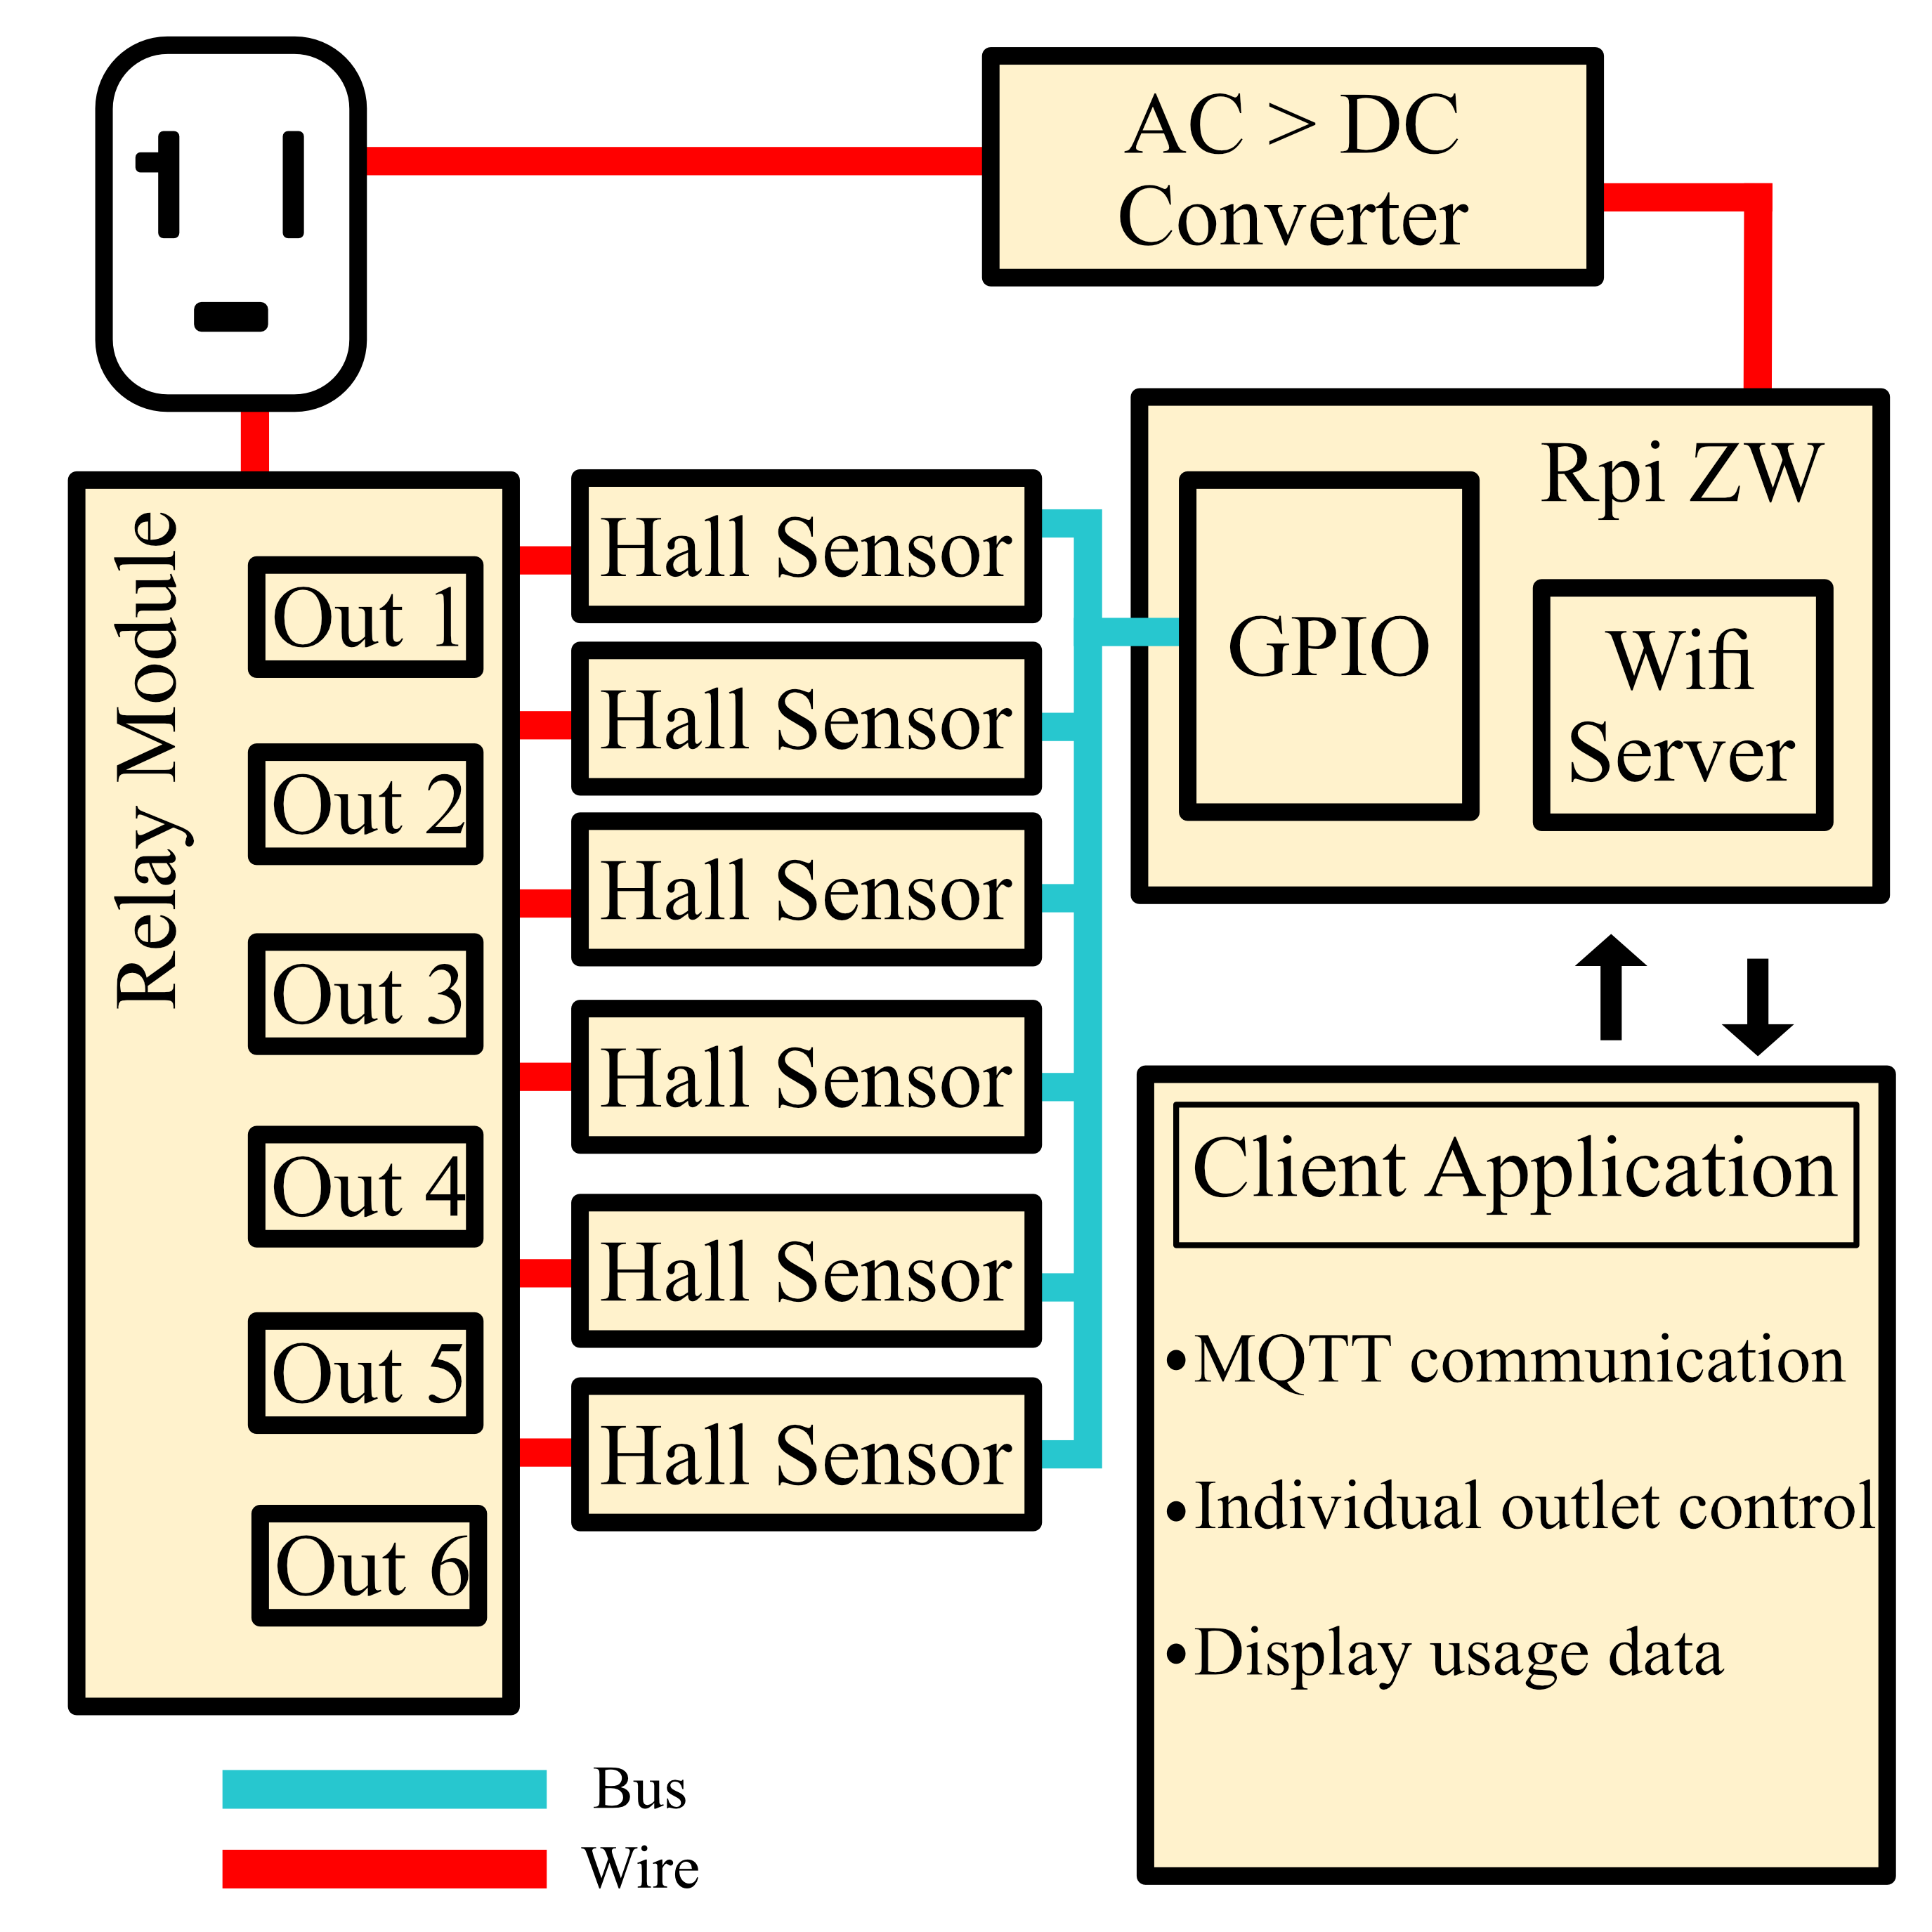 AC > DC
Converter
Rpi ZW
GPIO
Wifi
Server
Relay Module
Out 1
Out 2
Out 3
Out 4
Out 5
Out 6
Hall Sensor
Hall Sensor
Hall Sensor
Hall Sensor
Hall Sensor
Hall Sensor
Client Application
•MQTT communication
•Individual outlet control
•Display usage data
Bus
Wire